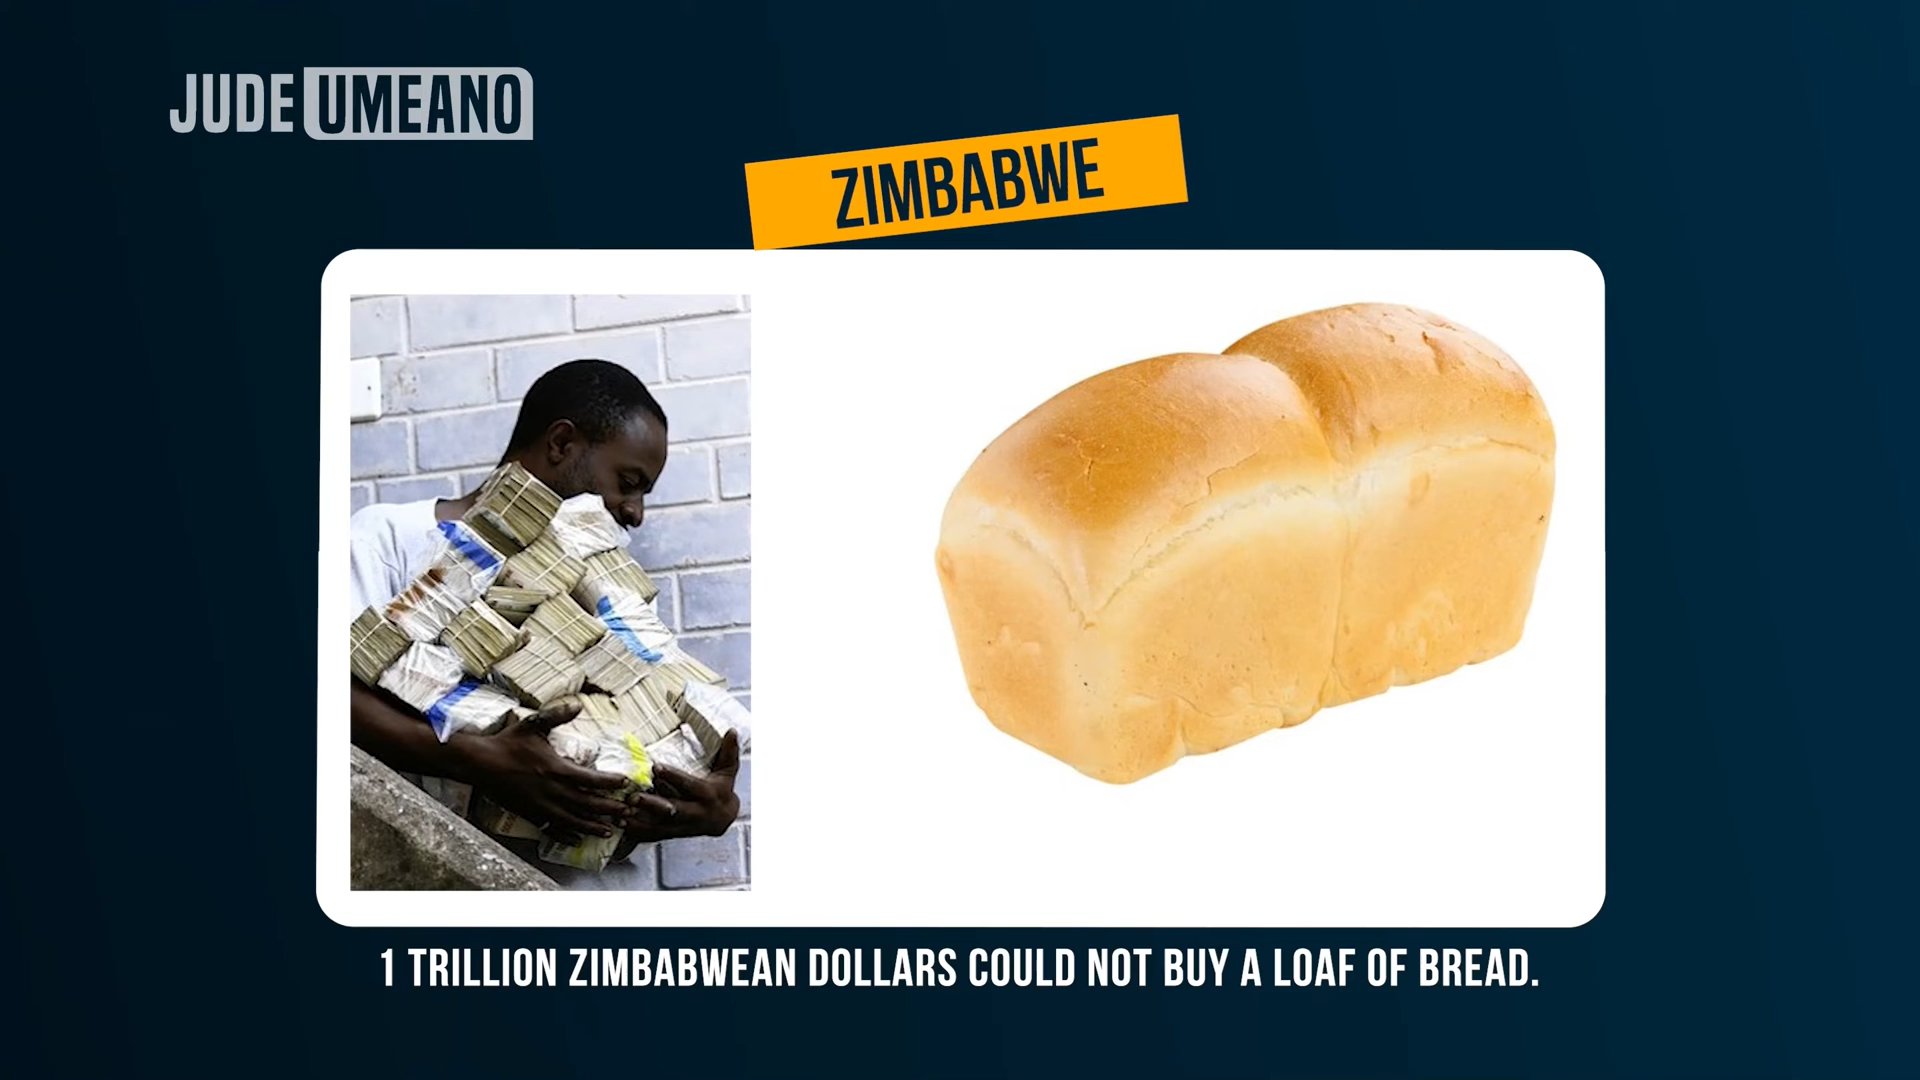 JUDE UMEANO
ZIMBABWE
1 TRILLION ZIMBABWEAN DOLLARS COULD NOT BUY A LOAF OF BREAD.